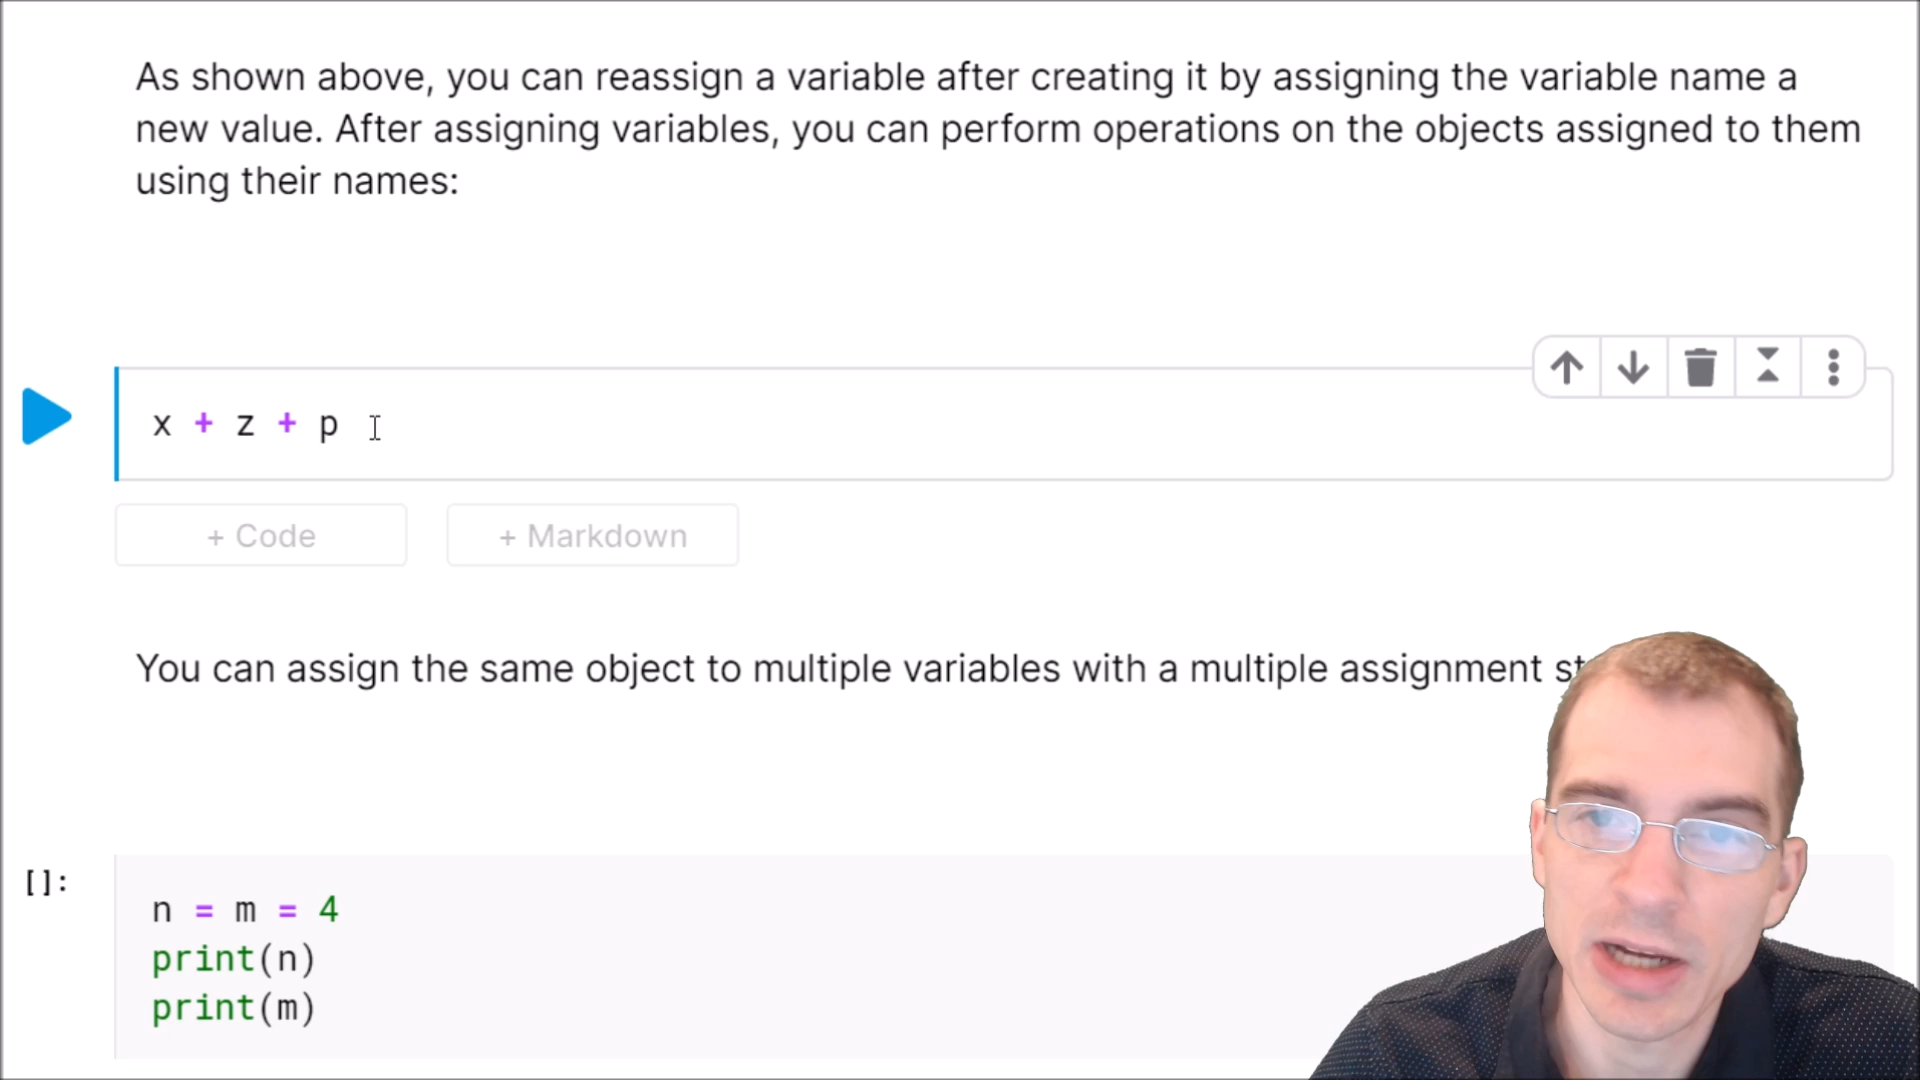 As shown above, you can reassign a variable after creating it by assigning the variable name a
new value. After assigning variables, you can perform operations on the objects assigned to them
using their names:
x + z + p
+ Code + Markdown
You can assign the same object to multiple variables with a multiple assignment
[]:
n = m = 4
print(n)
print(m)